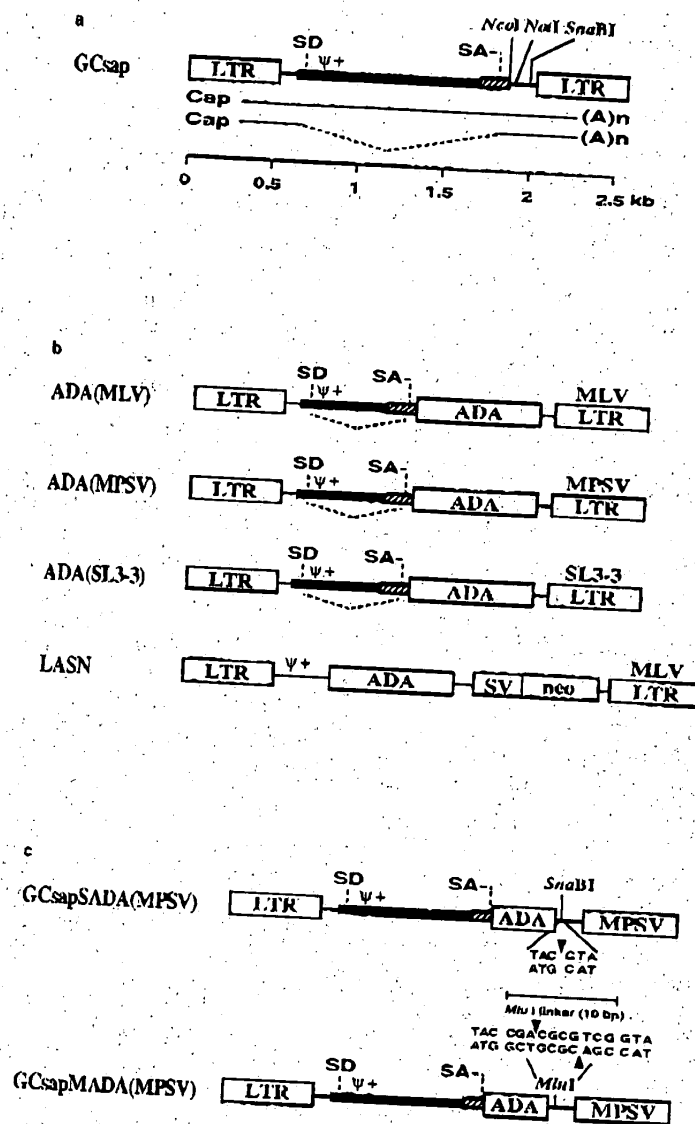 a
GCsap
SD
Ψ+
SA
NcoI NotI SnaBI
LTR
LTR
Cap
(A)n
Cap
(A)n
0 0.5 1 1.5 2 2.5 kb
b
ADA(MLV)
SD
Ψ+
SA
MLV
LTR
ADA
LTR
ADA(MPSV)
SD
Ψ+
SA
MPSV
LTR
ADA
LTR
ADA(SL3-3)
SD
Ψ+
SA
SL3-3
LTR
ADA
LTR
LASN
Ψ+
MLV
LTR
ADA
SV
neo
LTR
c
GCsapSADA(MPSV)
SD
Ψ+
SA
SnaBI
LTR
ADA
MPSV
TAC GTA
ATG CAT
Mlu I linker (10 bp)
TAC CGACGCGTCG GTA
ATG GCTGCGC AGC CAT
GCsapMADA(MPSV)
SD
Ψ+
SA
MluI
LTR
ADA
MPSV